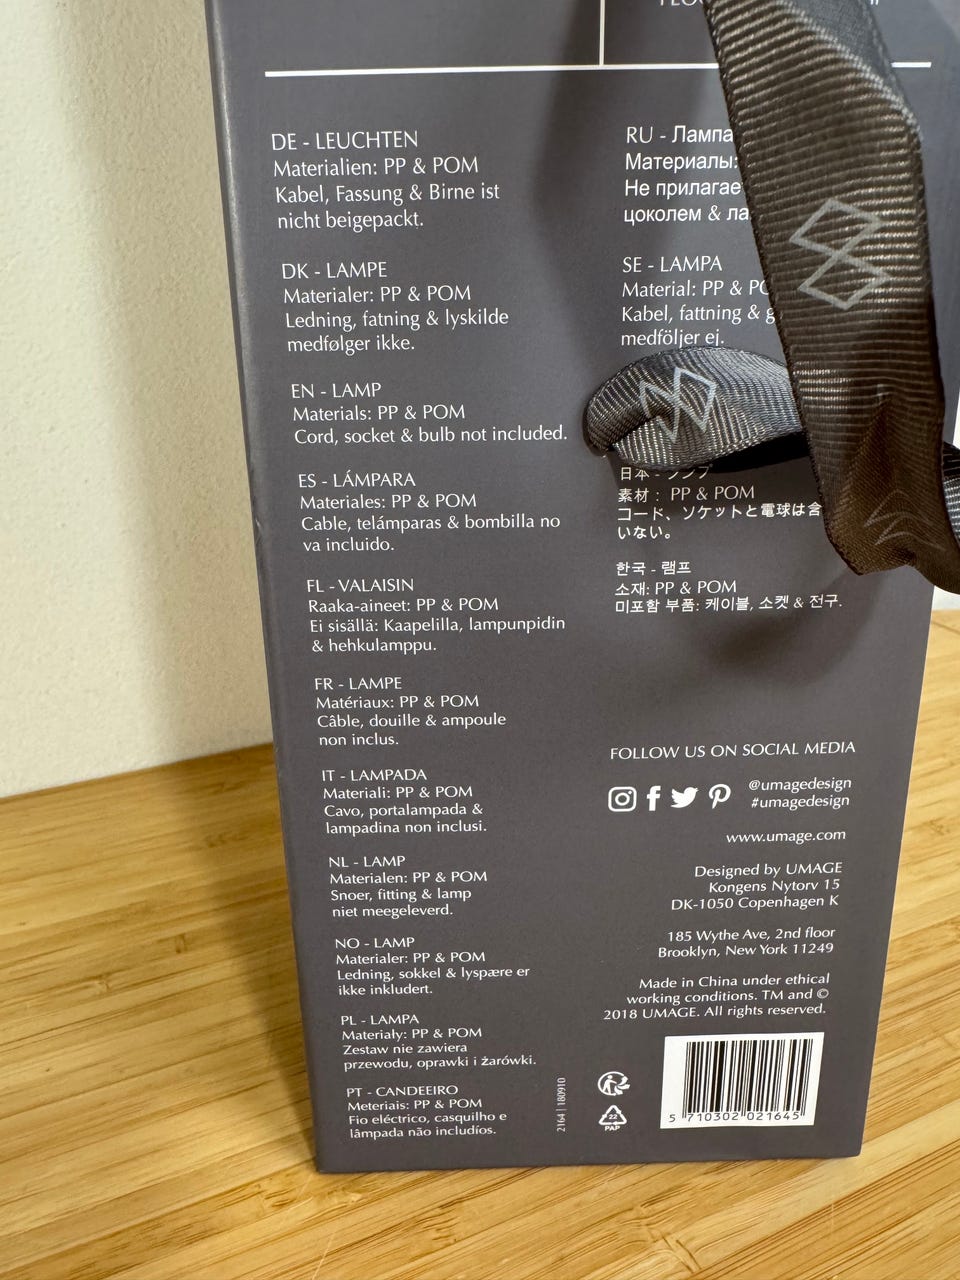 DE - LEUCHTEN
Materialien: PP & POM
Kabel, Fassung & Birne ist
nicht beigepackt.
DK - LAMPE
Materialer: PP & POM
Ledning, fatning & lyskilde
medfølger ikke.
EN - LAMP
Materials: PP & POM
Cord, socket & bulb not included.
ES - LÁMPARA
Materiales: PP & POM
Cable, telámparas & bombilla no
va incluido.
FL - VALAISIN
Raaka-aineet: PP & POM
Ei sisällä: Kaapelilla, lampunpidin
& hehkulamppu.
FR - LAMPE
Matériaux: PP & POM
Câble, douille & ampoule
non inclus.
IT - LAMPADA
Materiali: PP & POM
Cavo, portalampada &
lampadina non inclusi.
NL - LAMP
Materialen: PP & POM
Snoer, fitting & lamp
niet meegeleverd.
NO - LAMP
Materialer: PP & POM
Ledning, sokkel & lyspære er
ikke inkludert.
PL - LAMPA
Materiały: PP & POM
Zestaw nie zawiera
przewodu, oprawki i żarówki.
PT - CANDEEIRO
Meteriais: PP & POM
Fio eléctrico, casquilho e
lâmpada não includíos.
RU - Лампа
Материалы:
Не
цоколем &
SE - LAMPA
Material: PP &
Kabel, fattning &
medföljer ej.
日本 - ランプ
素材： PP & POM
コード、ソケットと電球は含
いない。
한국 - 램프
소재: PP & POM
미포함 부품: 케이블, 소켓 & 전구.
FOLLOW US ON SOCIAL MEDIA
@umagedesign
#umagedesign
www.umage.com
Designed by UMAGE
Kongens Nytorv 15
DK-1050 Copenhagen K
185 Wythe Ave, 2nd floor
Brooklyn, New York 11249
Made in China under ethical
working conditions. TM and ©
2018 UMAGE. All rights reserved.
2164 | 180910
22
PAP
5 710302 021645